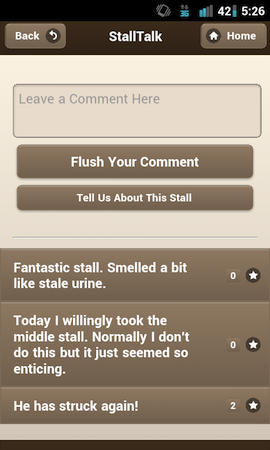 36 42 5:26
Back StallTalk Home
Leave a Comment Here
Flush Your Comment
Tell Us About This Stall
Fantastic stall. Smelled a bit
like stale urine.
0
Today I willingly took the
middle stall. Normally I don't
do this but it just seemed so
enticing.
0
He has struck again!
2